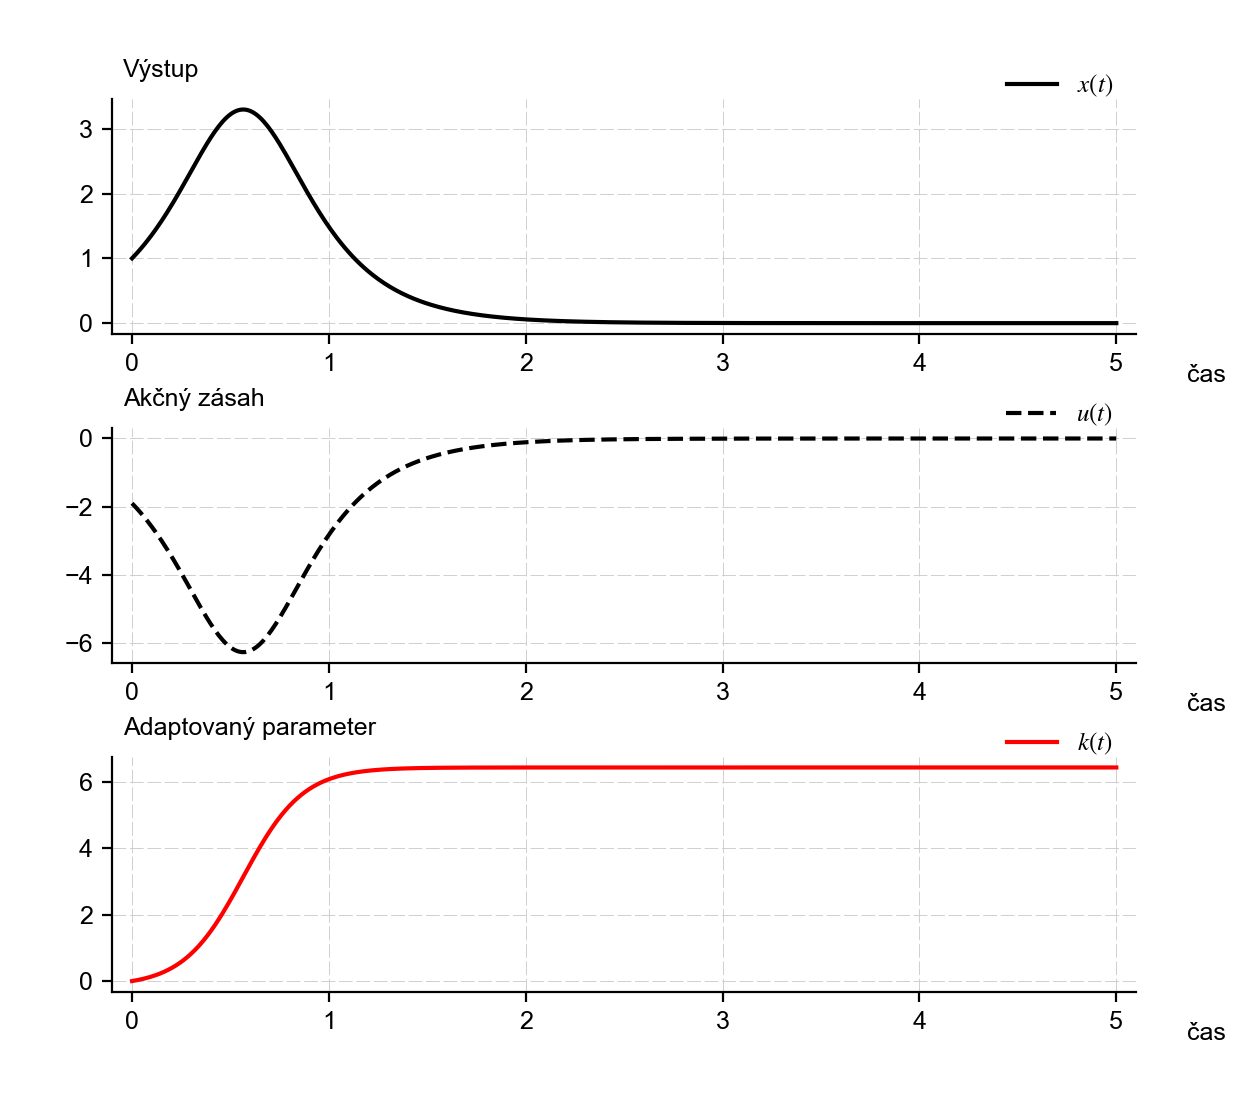 Výstup
x(t)
3
2
1
0
0 1 2 3 4 5
čas
Akčný zásah
u(t)
0
−2
−4
−6
0 1 2 3 4 5
čas
Adaptovaný parameter
k(t)
6
4
2
0
0 1 2 3 4 5
čas